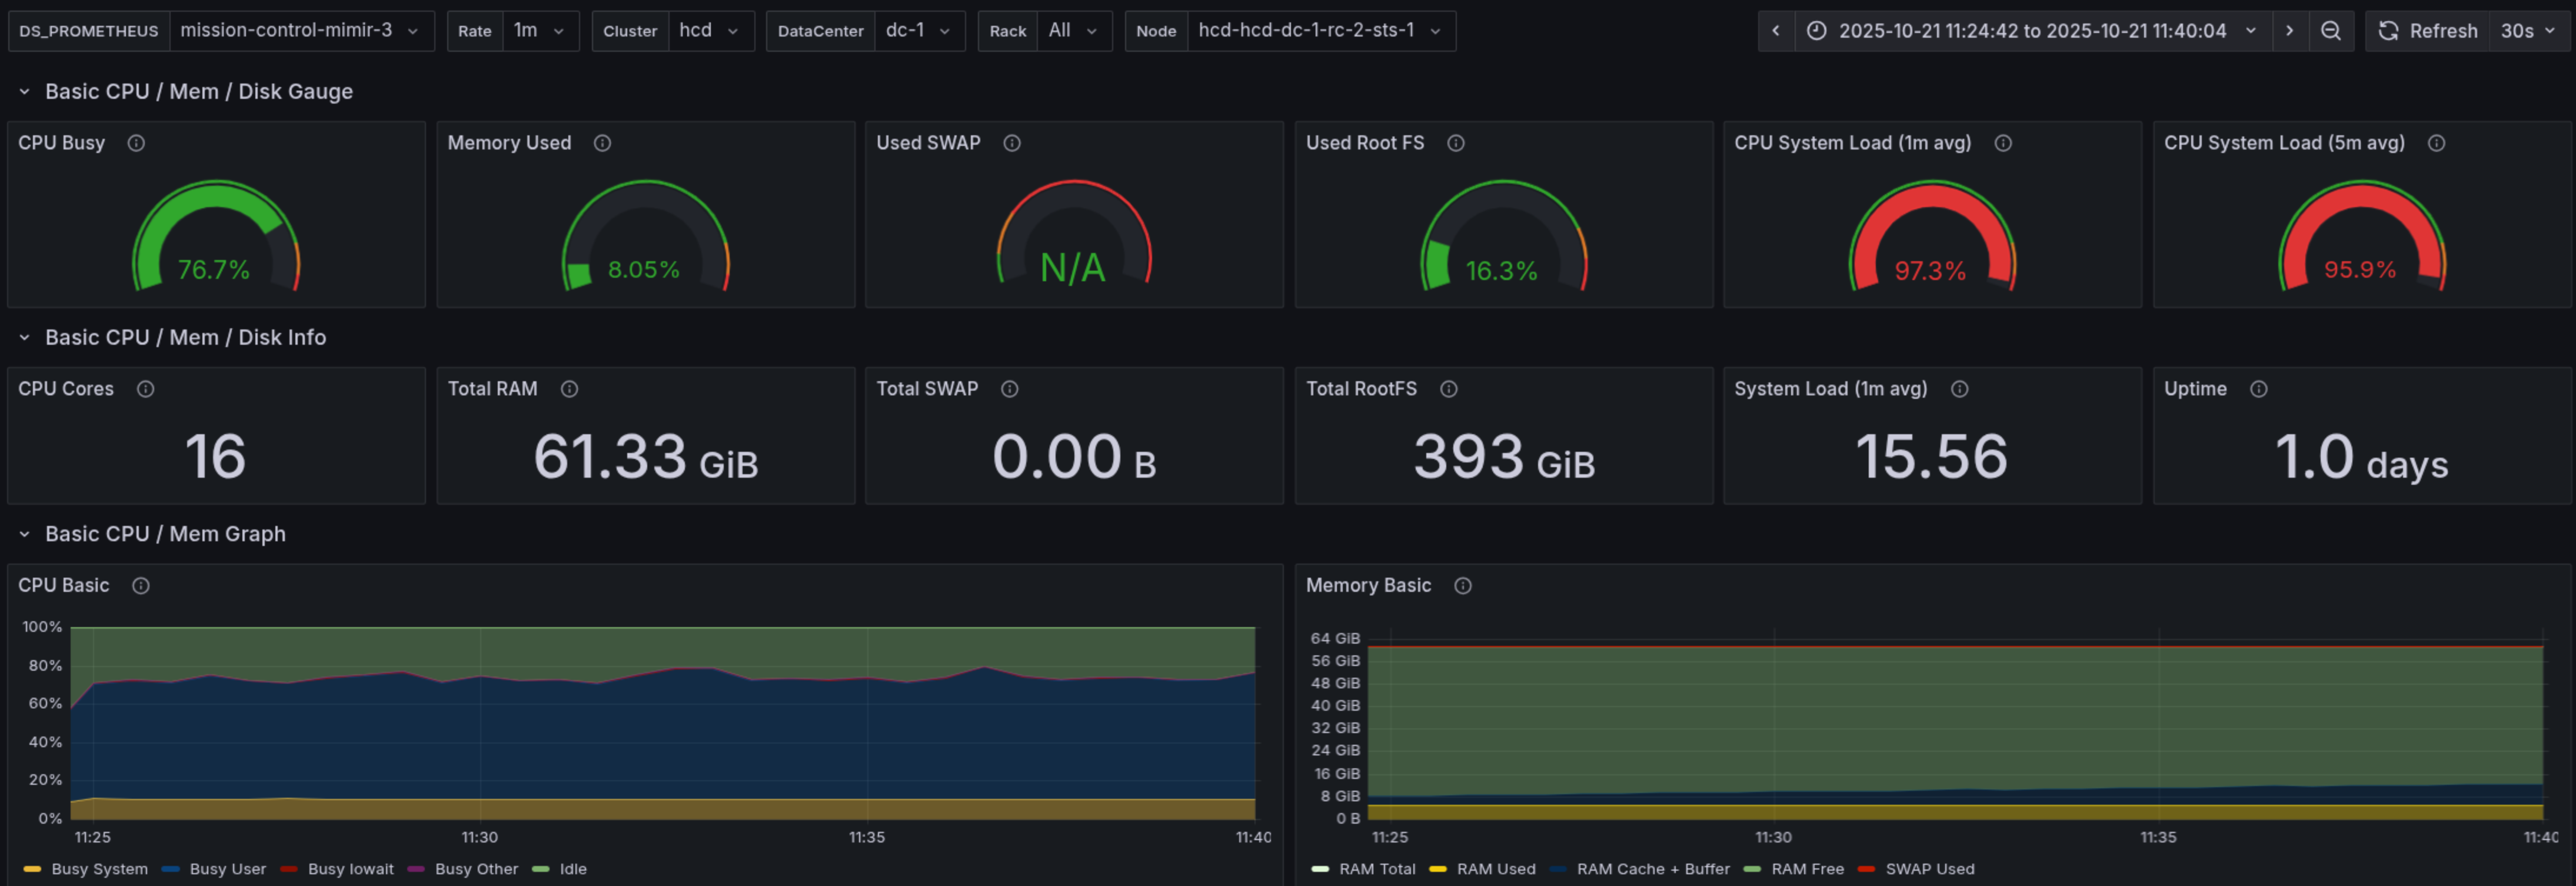 DS_PROMETHEUS mission-control-mimir-3 Rate 1m Cluster hcd DataCenter dc-1 Rack All Node hcd-hcd-dc-1-rc-2-sts-1 2025-10-21 11:24:42 to 2025-10-21 11:40:04 Refresh 30s
Basic CPU / Mem / Disk Gauge
CPU Busy Memory Used Used SWAP Used Root FS CPU System Load (1m avg) CPU System Load (5m avg)
76.7% 8.05% N/A 16.3% 97.3% 95.9%
Basic CPU / Mem / Disk Info
CPU Cores Total RAM Total SWAP Total RootFS System Load (1m avg) Uptime
16 61.33 GiB 0.00 B 393 GiB 15.56 1.0 days
Basic CPU / Mem Graph
CPU Basic
100%
80%
60%
40%
20%
0%
11:25 11:30 11:35 11:40
Busy System Busy User Busy Iowait Busy Other Idle
Memory Basic
64 GiB
56 GiB
48 GiB
40 GiB
32 GiB
24 GiB
16 GiB
8 GiB
0 B
11:25 11:30 11:35 11:40
RAM Total RAM Used RAM Cache + Buffer RAM Free SWAP Used